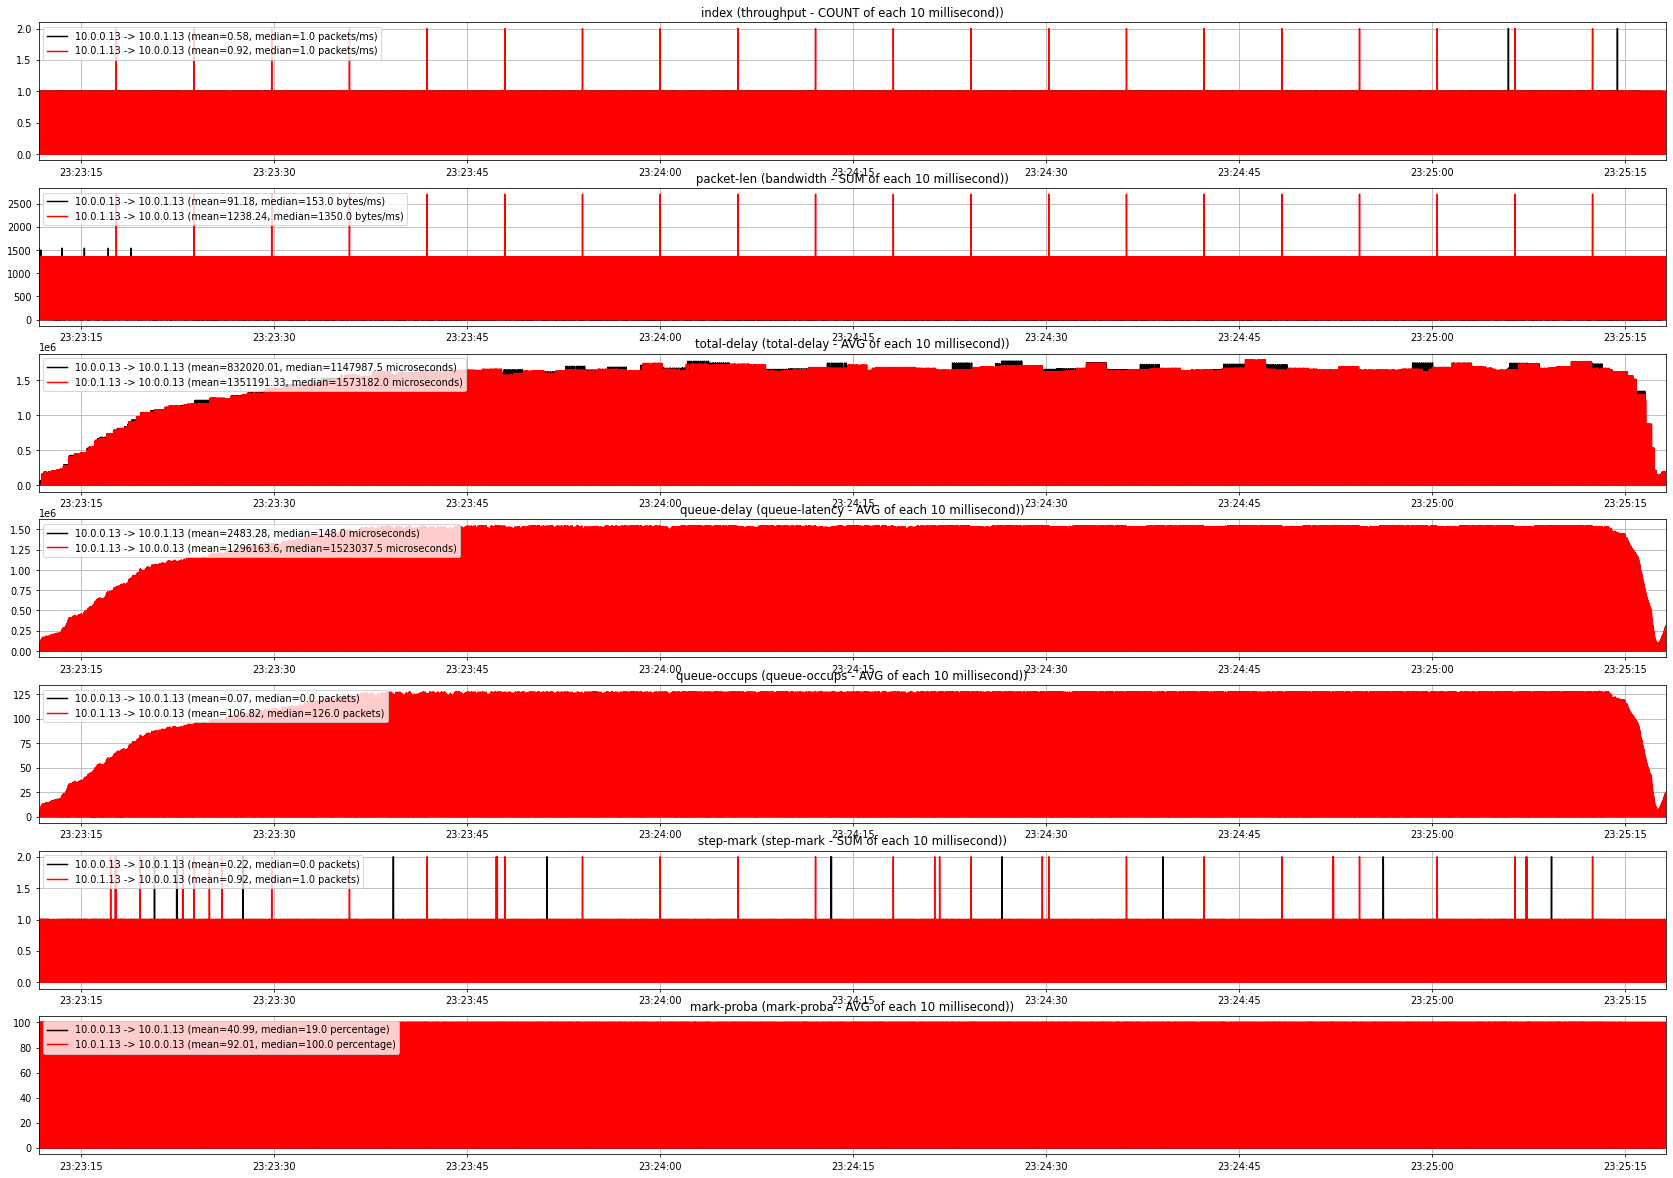 index (throughput - COUNT of each 10 millisecond))
2.0
1.5
1.0
0.5
0.0
10.0.0.13 -> 10.0.1.13 (mean=0.58, median=1.0 packets/ms)
10.0.1.13 -> 10.0.0.13 (mean=0.92, median=1.0 packets/ms)
23:23:15 23:23:30 23:23:45 23:24:00 23:24:15 23:24:30 23:24:45 23:25:00 23:25:15
packet-len (bandwidth - SUM of each 10 millisecond))
2500
2000
1500
1000
500
0
10.0.0.13 -> 10.0.1.13 (mean=91.18, median=153.0 bytes/ms)
10.0.1.13 -> 10.0.0.13 (mean=1238.24, median=1350.0 bytes/ms)
23:23:15 23:23:30 23:23:45 23:24:00 23:24:15 23:24:30 23:24:45 23:25:00 23:25:15
total-delay (total-delay - AVG of each 10 millisecond))
1e6
1.5
1.0
0.5
0.0
10.0.0.13 -> 10.0.1.13 (mean=832020.01, median=1147987.5 microseconds)
10.0.1.13 -> 10.0.0.13 (mean=1351191.33, median=1573182.0 microseconds)
23:23:15 23:23:30 23:23:45 23:24:00 23:24:15 23:24:30 23:24:45 23:25:00 23:25:15
queue-delay (queue-latency - AVG of each 10 millisecond))
1e6
1.50
1.25
1.00
0.75
0.50
0.25
0.00
10.0.0.13 -> 10.0.1.13 (mean=2483.28, median=148.0 microseconds)
10.0.1.13 -> 10.0.0.13 (mean=1296163.6, median=1523037.5 microseconds)
23:23:15 23:23:30 23:23:45 23:24:00 23:24:15 23:24:30 23:24:45 23:25:00 23:25:15
queue-occups (queue-occups - AVG of each 10 millisecond))
125
100
75
50
25
0
10.0.0.13 -> 10.0.1.13 (mean=0.07, median=0.0 packets)
10.0.1.13 -> 10.0.0.13 (mean=106.82, median=126.0 packets)
23:23:15 23:23:30 23:23:45 23:24:00 23:24:15 23:24:30 23:24:45 23:25:00 23:25:15
step-mark (step-mark - SUM of each 10 millisecond))
2.0
1.5
1.0
0.5
0.0
10.0.0.13 -> 10.0.1.13 (mean=0.22, median=0.0 packets)
10.0.1.13 -> 10.0.0.13 (mean=0.92, median=1.0 packets)
23:23:15 23:23:30 23:23:45 23:24:00 23:24:15 23:24:30 23:24:45 23:25:00 23:25:15
mark-proba (mark-proba - AVG of each 10 millisecond))
100
80
60
40
20
0
10.0.0.13 -> 10.0.1.13 (mean=40.99, median=19.0 percentage)
10.0.1.13 -> 10.0.0.13 (mean=92.01, median=100.0 percentage)
23:23:15 23:23:30 23:23:45 23:24:00 23:24:15 23:24:30 23:24:45 23:25:00 23:25:15